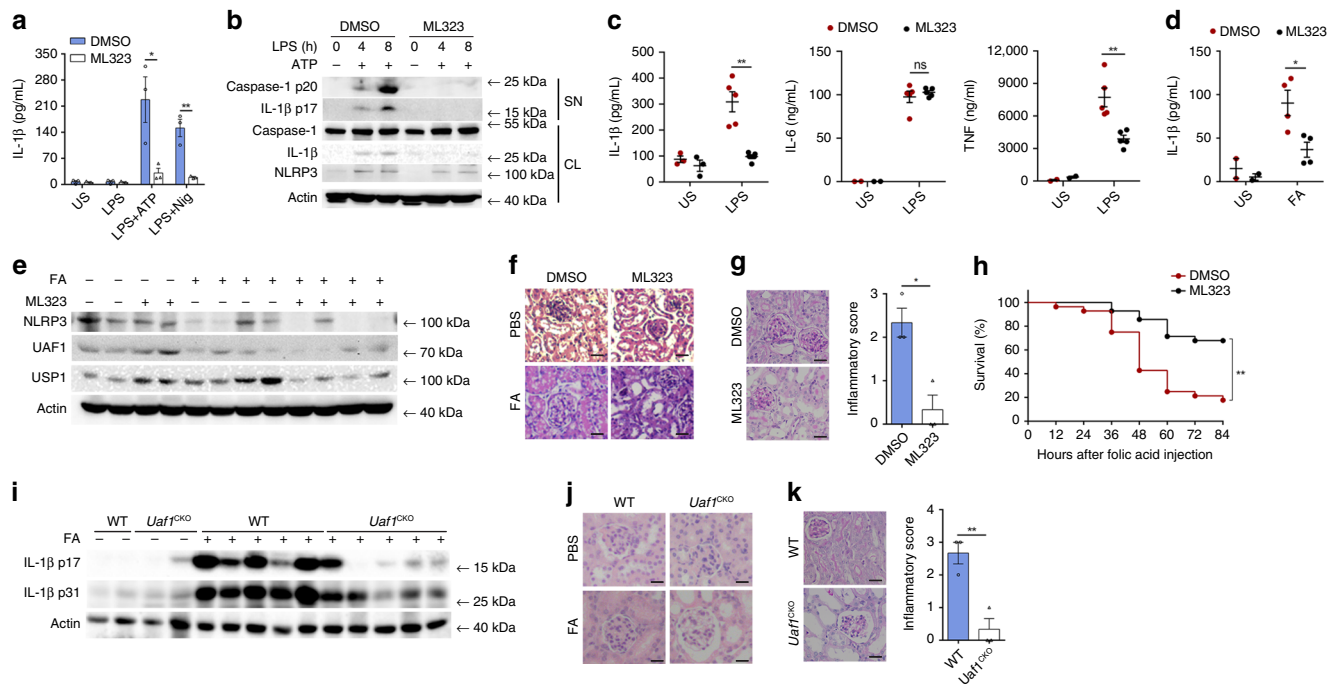 a
DMSO
ML323
IL-1β (pg/mL)
350
280
210
140
70
0
*
**
US
LPS
LPS+ATP
LPS+Nig
b
DMSO ML323
LPS (h) 0 4 8 0 4 8
ATP − + + − + +
Caspase-1 p20 ← 25 kDa
IL-1β p17 ← 15 kDa
SN
Caspase-1 ← 55 kDa
IL-1β ← 25 kDa
NLRP3 ← 100 kDa
Actin ← 40 kDa
CL
c
DMSO ML323
IL-1β (pg/mL)
500
400
300
200
100
0
**
US LPS
IL-6 (ng/mL)
150
100
50
0
ns
US LPS
TNF (ng/ml)
12,000
9000
6000
3000
0
**
US LPS
d
DMSO
ML323
IL-1β (pg/mL)
200
150
100
50
0
*
US FA
e
FA − − − − + + + + + + + +
ML323 − − + + − − − − + + + +
NLRP3 ← 100 kDa
UAF1 ← 70 kDa
USP1 ← 100 kDa
Actin ← 40 kDa
f
DMSO ML323
PBS
FA
g
DMSO
ML323
Inflammatory score
3
2
1
0
*
DMSO
ML323
h
DMSO
ML323
Survival (%)
100
80
60
40
20
0 12 24 36 48 60 72 84
Hours after folic acid injection
**
i
WT Uaf1CKO WT Uaf1CKO
FA − − − − + + + + + + + + + +
IL-1β p17 ← 15 kDa
IL-1β p31 ← 25 kDa
Actin ← 40 kDa
j
WT Uaf1CKO
PBS
FA
k
WT
Uaf1CKO
Inflammatory score
4
3
2
1
0
**
WT
Uaf1CKO